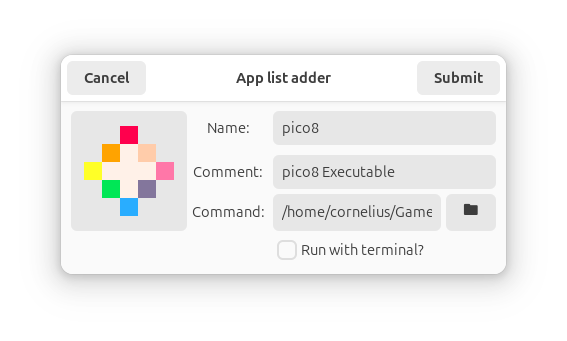 Cancel
App list adder
Submit
Name:
pico8
Comment:
pico8 Executable
Command:
/home/cornelius/Game
Run with terminal?